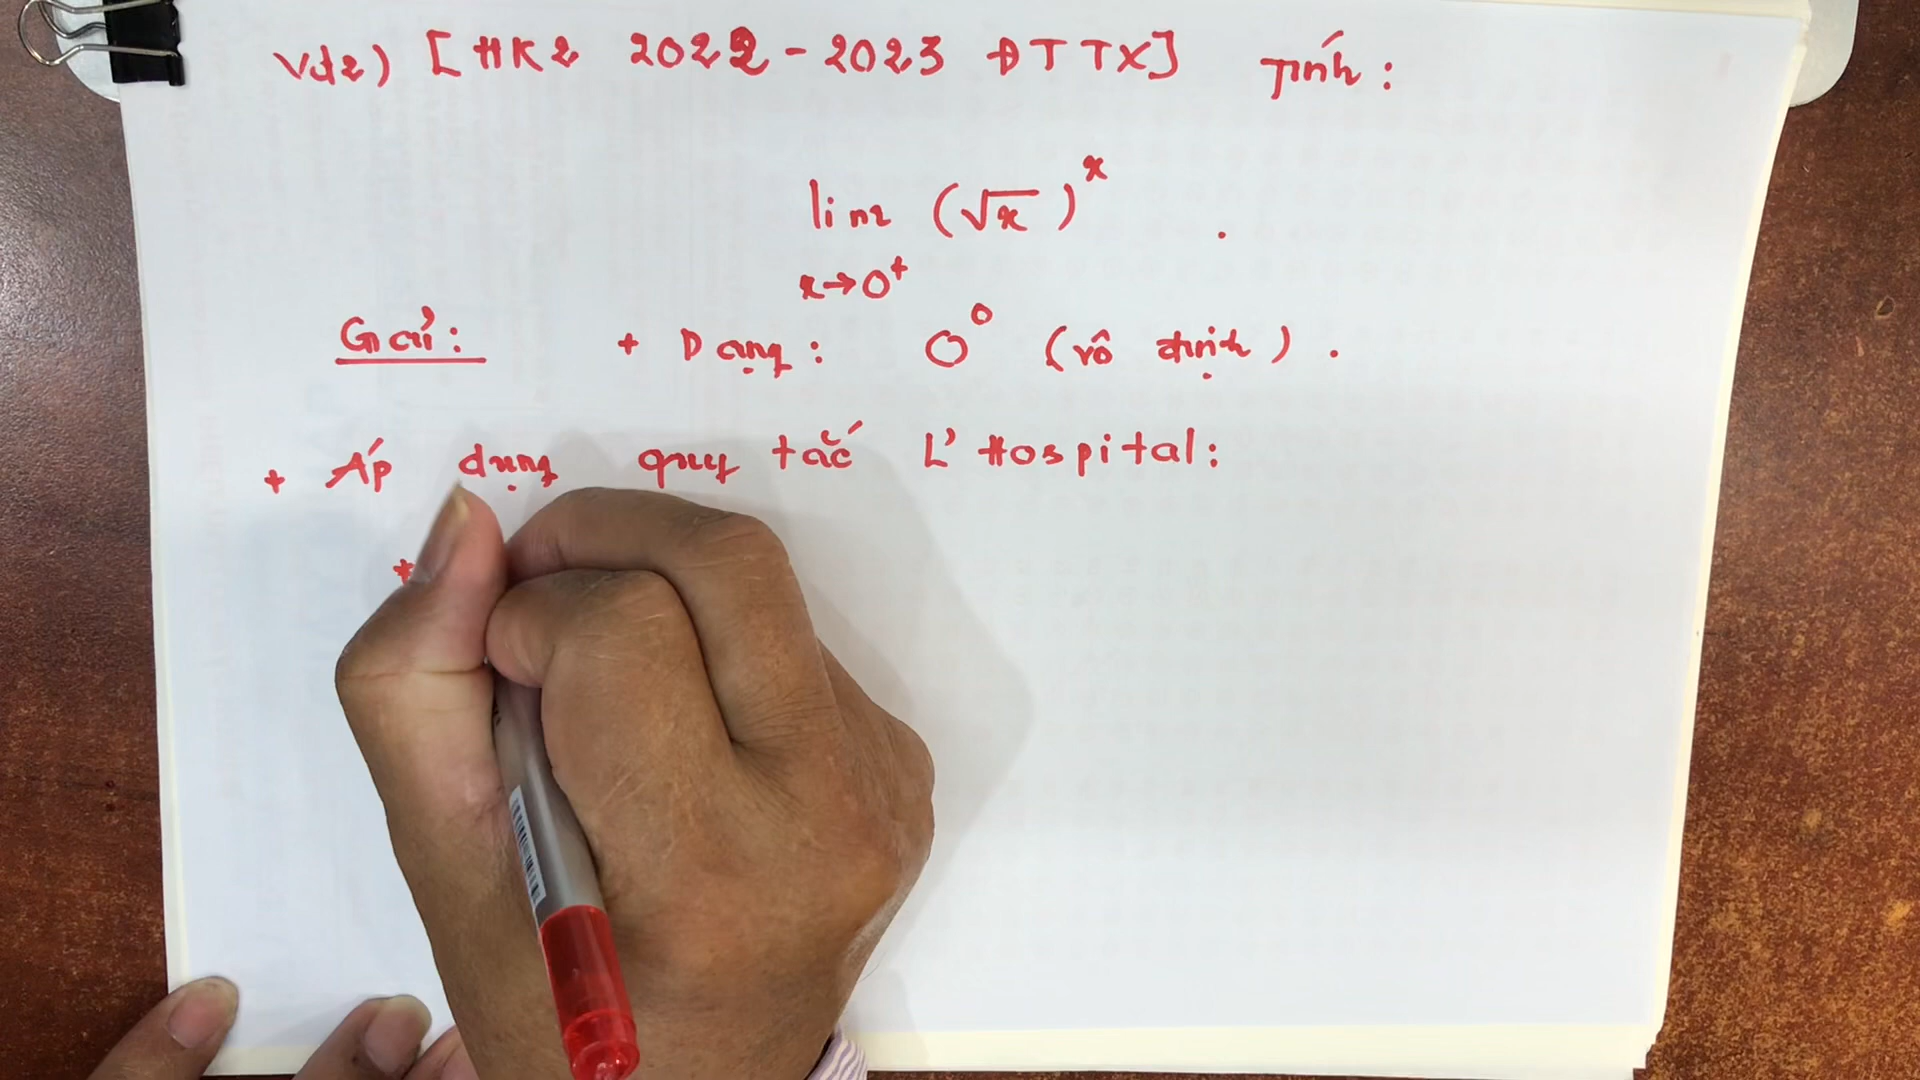 Vd2) [HK2 2022-2023 ĐTTX] Tính:
lim (√x)^x .
x→0⁺
Giải: + Dạng: 0⁰ (vô định).
+ Áp dụng quy tắc L'Hospital:
*